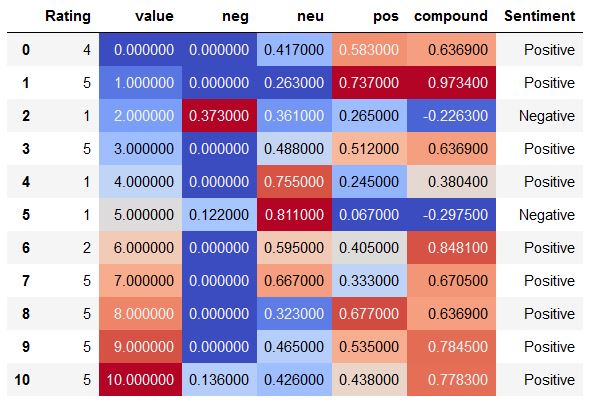 Rating value neg neu pos compound Sentiment
0 4 0.000000 0.000000 0.417000 0.583000 0.636900 Positive
1 5 1.000000 0.000000 0.263000 0.737000 0.973400 Positive
2 1 2.000000 0.373000 0.361000 0.265000 -0.226300 Negative
3 5 3.000000 0.000000 0.488000 0.512000 0.636900 Positive
4 1 4.000000 0.000000 0.755000 0.245000 0.380400 Positive
5 1 5.000000 0.122000 0.811000 0.067000 -0.297500 Negative
6 2 6.000000 0.000000 0.595000 0.405000 0.848100 Positive
7 5 7.000000 0.000000 0.667000 0.333000 0.670500 Positive
8 5 8.000000 0.000000 0.323000 0.677000 0.636900 Positive
9 5 9.000000 0.000000 0.465000 0.535000 0.784500 Positive
10 5 10.000000 0.136000 0.426000 0.438000 0.778300 Positive